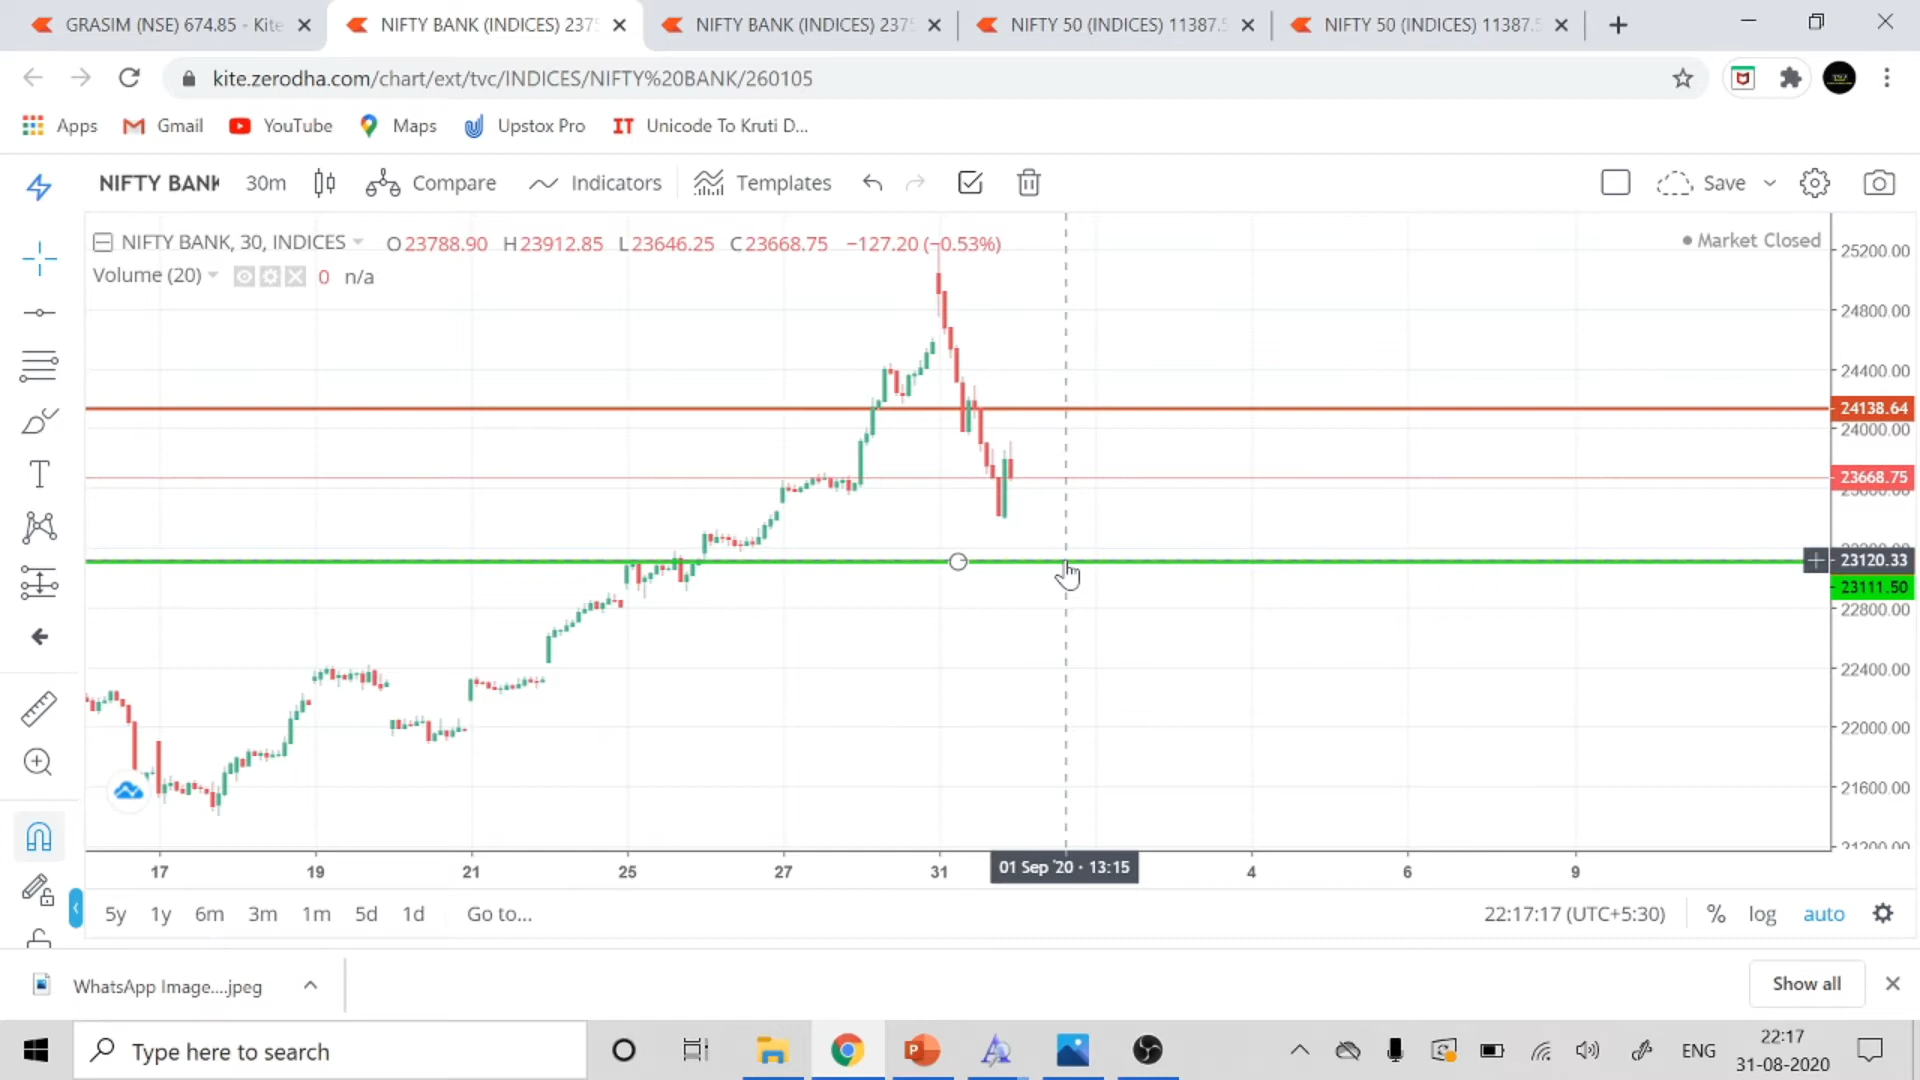 GRASIM (NSE) 674.85 - Kite
NIFTY BANK (INDICES) 237
NIFTY BANK (INDICES) 237
NIFTY 50 (INDICES) 11387.5
NIFTY 50 (INDICES) 11387.5
kite.zerodha.com/chart/ext/tvc/INDICES/NIFTY%20BANK/260105
Apps Gmail YouTube Maps Upstox Pro IT Unicode To Kruti D...
NIFTY BANK 30m Compare Indicators Templates Save
NIFTY BANK, 30, INDICES O23788.90 H23912.85 L23646.25 C23668.75 −127.20 (−0.53%)
Market Closed
Volume (20) 0 n/a
25200.00
24800.00
24400.00
24138.64
24000.00
23668.75
23120.33
23111.50
22800.00
22400.00
22000.00
21600.00
21200.00
17 19 21 25 27 31 01 Sep '20 · 13:15 4 6 9
5y 1y 6m 3m 1m 5d 1d Go to... 22:17:17 (UTC+5:30) % log auto
WhatsApp Image....jpeg
Show all
Type here to search
ENG
22:17
31-08-2020